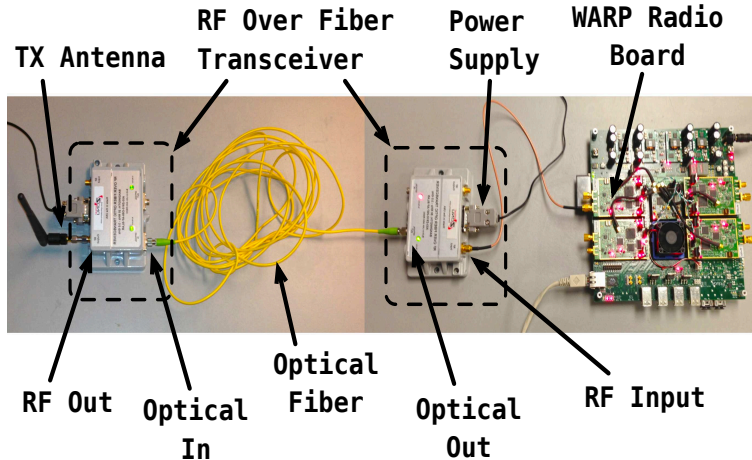 TX Antenna
RF Over Fiber
Transceiver
Power
Supply
WARP Radio
Board
RF Out
Optical
In
Optical
Fiber
Optical
Out
RF Input